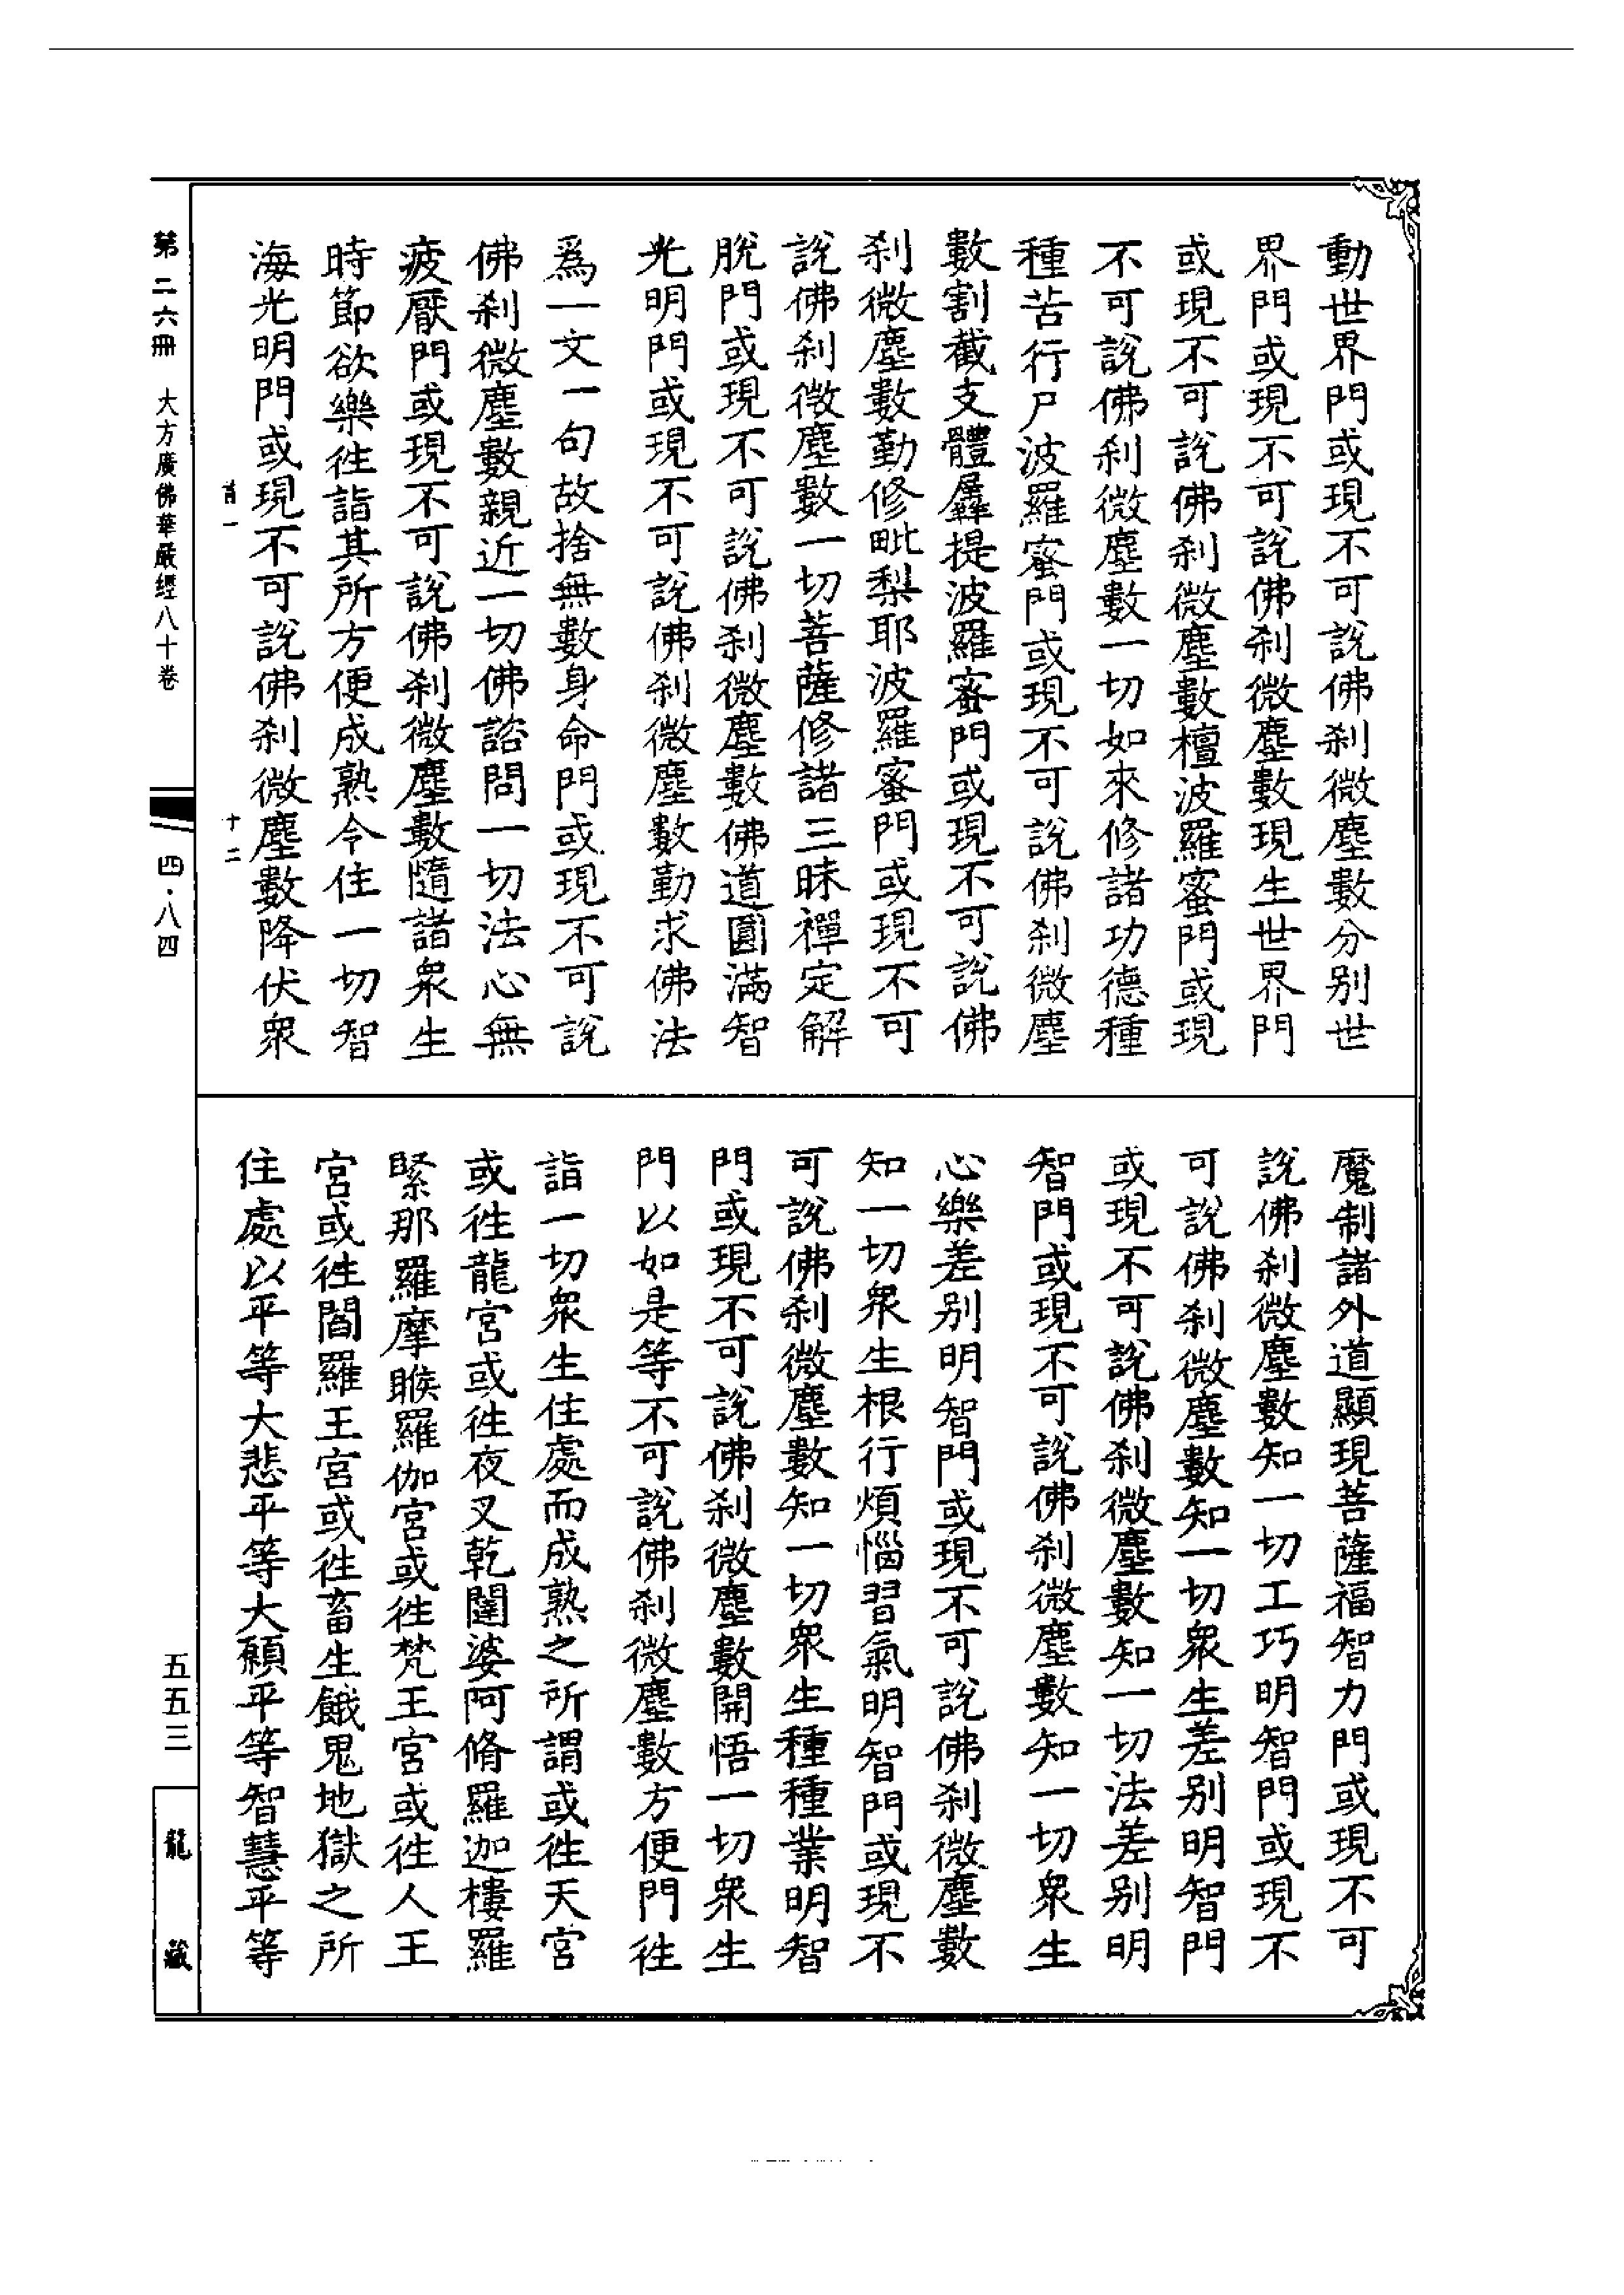 動世界門或現不可說佛刹微塵數分別世
界門或現不可說佛刹微塵數現生世界門
或現不可說佛刹微塵數檀波羅蜜門或現
不可說佛刹微塵數一切如來修諸功德種
種苦行尸波羅蜜門或現不可說佛刹微塵
數割截支體羼提波羅蜜門或現不可說佛
刹微塵數勤修毗梨耶波羅蜜門或現不可
說佛刹微塵數一切菩薩修諸三昧禪定解
脫門或現不可說佛刹微塵數佛道圓滿智
光明門或現不可說佛刹微塵數勤求佛法
爲一文一句故捨無數身命門或現不可說
佛刹微塵數親近一切佛諮問一切法心無
疲厭門或現不可說佛刹微塵數隨諸衆生
時節欲樂往詣其所方便成熟令住一切智
海光明門或現不可說佛刹微塵數降伏衆
首一
十二
魔制諸外道顯現菩薩福智力門或現不可
說佛刹微塵數知一切工巧明智門或現不
可說佛刹微塵數知一切衆生差别明智門
或現不可說佛刹微塵數知一切法差别明
智門或現不可說佛刹微塵數知一切衆生
心樂差别明智門或現不可說佛刹微塵數
知一切衆生根行煩惱習氣明智門或現不
可說佛刹微塵數知一切衆生種種業明智
門或現不可說佛刹微塵數開悟一切衆生
門以如是等不可說佛刹微塵數方便門往
詣一切衆生住處而成熟之所謂或往天宮
或往龍宮或往夜叉乾闥婆阿脩羅迦樓羅
緊那羅摩睺羅伽宮或往梵王宮或往人王
宮或往閻羅王宮或往畜生餓鬼地獄之所
住處以平等大悲平等大願平等智慧平等
第二六冊 大方廣佛華嚴經八十卷
四·八四
五五三
龍藏